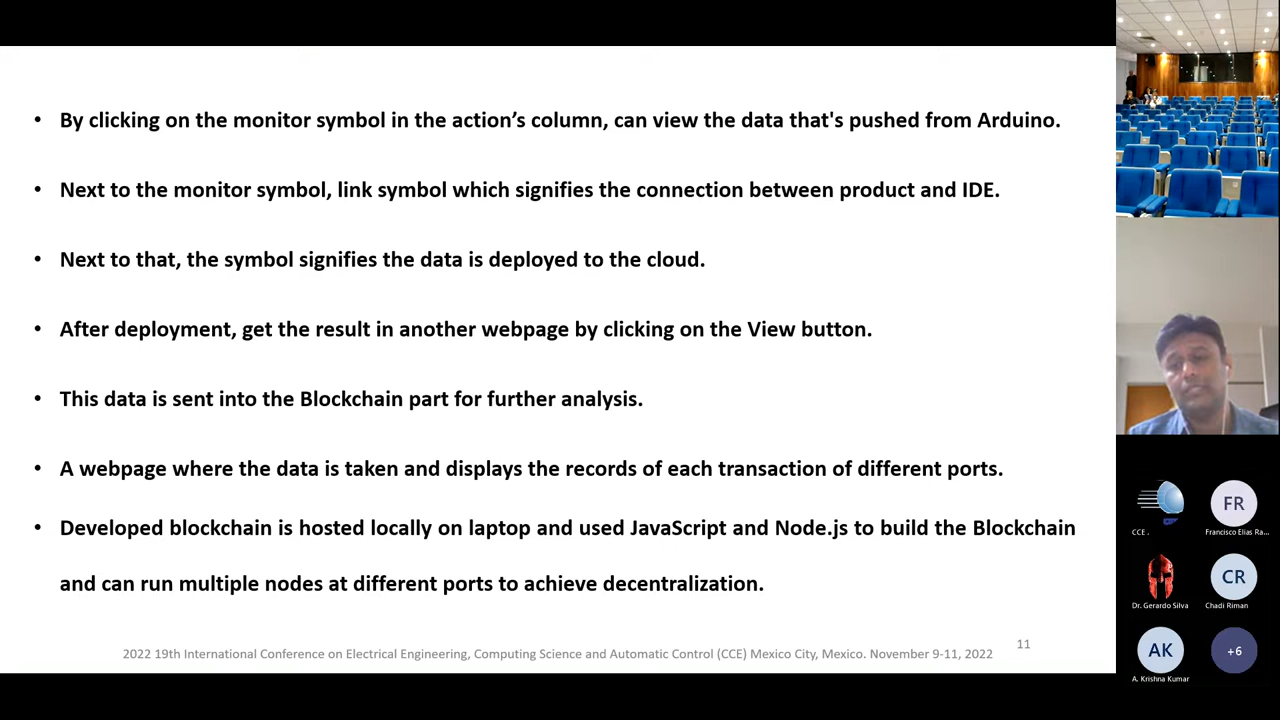 • By clicking on the monitor symbol in the action’s column, can view the data that's pushed from Arduino.
• Next to the monitor symbol, link symbol which signifies the connection between product and IDE.
• Next to that, the symbol signifies the data is deployed to the cloud.
• After deployment, get the result in another webpage by clicking on the View button.
• This data is sent into the Blockchain part for further analysis.
• A webpage where the data is taken and displays the records of each transaction of different ports.
• Developed blockchain is hosted locally on laptop and used JavaScript and Node.js to build the Blockchain
and can run multiple nodes at different ports to achieve decentralization.
2022 19th International Conference on Electrical Engineering, Computing Science and Automatic Control (CCE) Mexico City, Mexico. November 9-11, 2022
11
CCE .
FR
Francisco Elias Ra...
Dr. Gerardo Silva
CR
Chadi Riman
AK
A. Krishna Kumar
+6